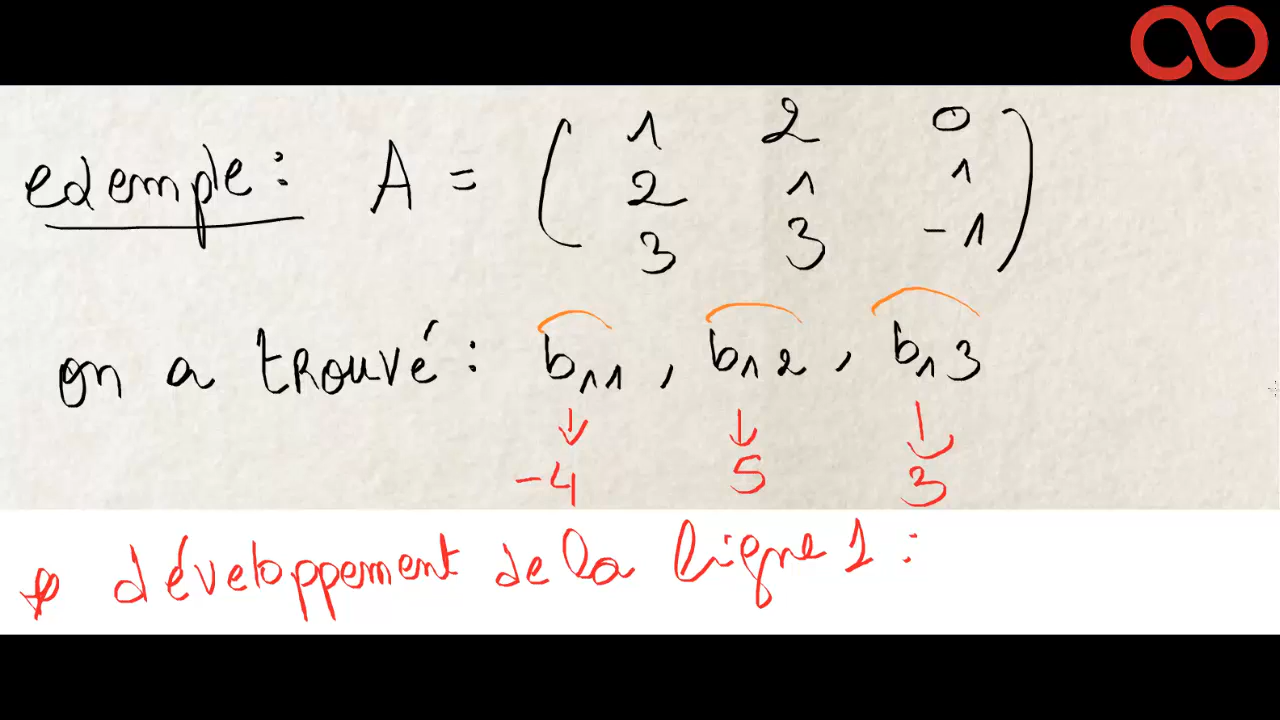 exemple : A = ( 1 2 0
2 1 1
3 3 -1 )
on a trouvé : b11 , b12 , b13
↓ ↓ ↓
-4 5 3
* développement de la ligne 1 :